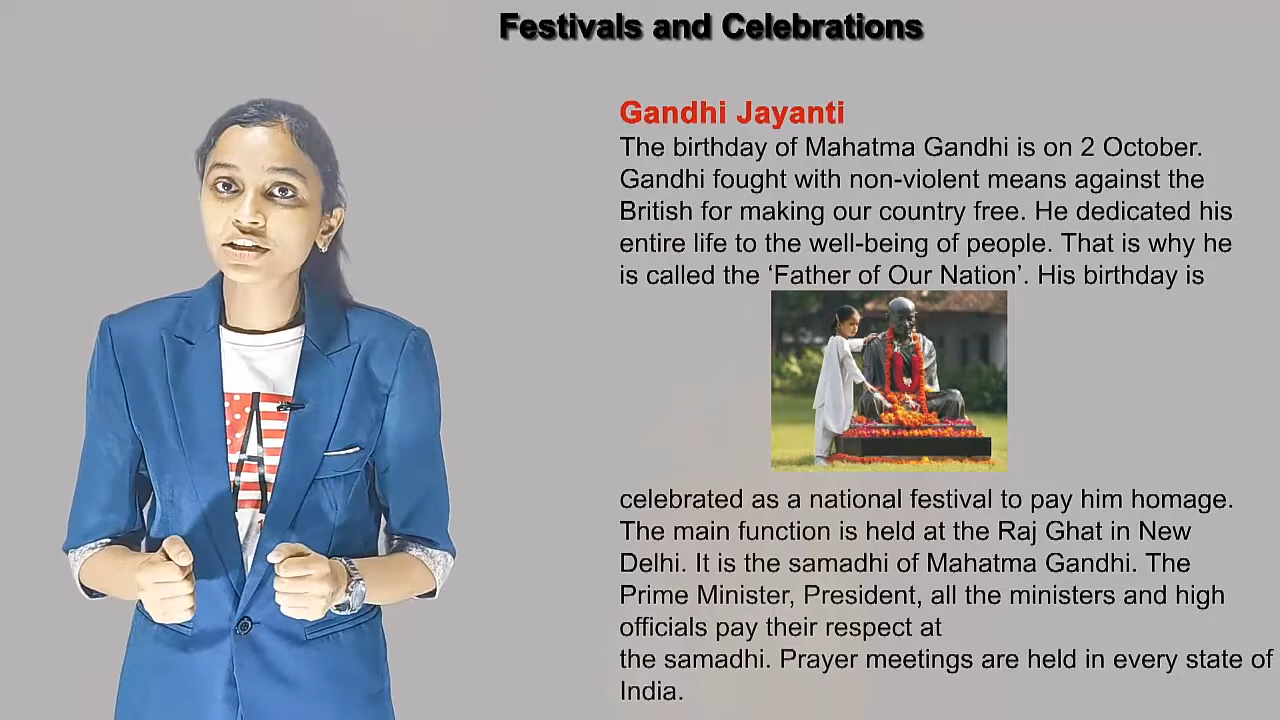 Festivals and Celebrations
Gandhi Jayanti
The birthday of Mahatma Gandhi is on 2 October.
Gandhi fought with non-violent means against the
British for making our country free. He dedicated his
entire life to the well-being of people. That is why he
is called the ‘Father of Our Nation’. His birthday is
celebrated as a national festival to pay him homage.
The main function is held at the Raj Ghat in New
Delhi. It is the samadhi of Mahatma Gandhi. The
Prime Minister, President, all the ministers and high
officials pay their respect at
the samadhi. Prayer meetings are held in every state of
India.
A